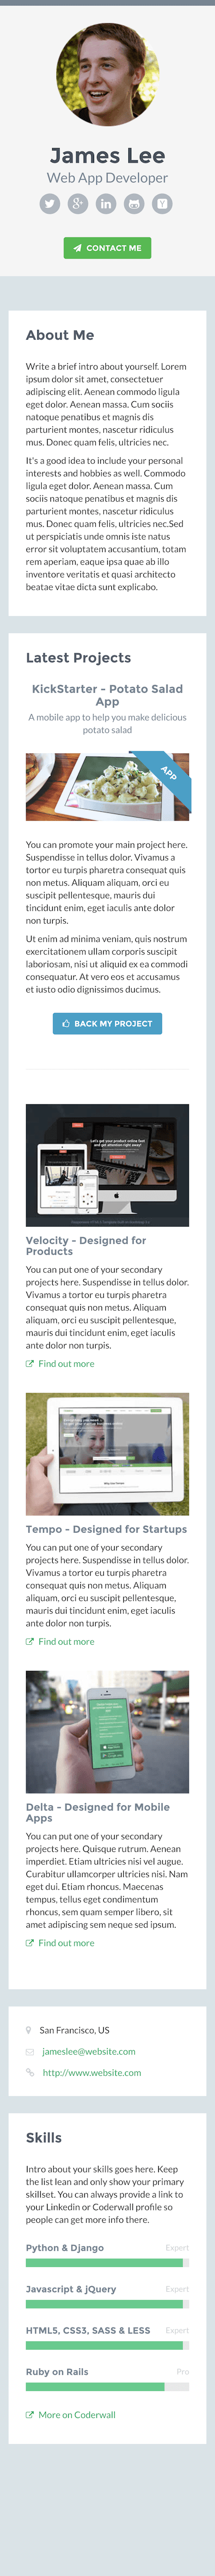 James Lee
Web App Developer
CONTACT ME
About Me
Write a brief intro about yourself. Lorem
ipsum dolor sit amet, consectetuer
adipiscing elit. Aenean commodo ligula
eget dolor. Aenean massa. Cum sociis
natoque penatibus et magnis dis
parturient montes, nascetur ridiculus
mus. Donec quam felis, ultricies nec.
It's a good idea to include your personal
interests and hobbies as well. Commodo
ligula eget dolor. Aenean massa. Cum
sociis natoque penatibus et magnis dis
parturient montes, nascetur ridiculus
mus. Donec quam felis, ultricies nec.Sed
ut perspiciatis unde omnis iste natus
error sit voluptatem accusantium, totam
rem aperiam, eaque ipsa quae ab illo
inventore veritatis et quasi architecto
beatae vitae dicta sunt explicabo.
Latest Projects
KickStarter - Potato Salad
App
A mobile app to help you make delicious
potato salad
APP
You can promote your main project here.
Suspendisse in tellus dolor. Vivamus a
tortor eu turpis pharetra consequat quis
non metus. Aliquam aliquam, orci eu
suscipit pellentesque, mauris dui
tincidunt enim, eget iaculis ante dolor
non turpis.
Ut enim ad minima veniam, quis nostrum
exercitationem ullam corporis suscipit
laboriosam, nisi ut aliquid ex ea commodi
consequatur. At vero eos et accusamus
et iusto odio dignissimos ducimus.
BACK MY PROJECT
Velocity - Designed for
Products
You can put one of your secondary
projects here. Suspendisse in tellus dolor.
Vivamus a tortor eu turpis pharetra
consequat quis non metus. Aliquam
aliquam, orci eu suscipit pellentesque,
mauris dui tincidunt enim, eget iaculis
ante dolor non turpis.
Find out more
Tempo - Designed for Startups
You can put one of your secondary
projects here. Suspendisse in tellus dolor.
Vivamus a tortor eu turpis pharetra
consequat quis non metus. Aliquam
aliquam, orci eu suscipit pellentesque,
mauris dui tincidunt enim, eget iaculis
ante dolor non turpis.
Find out more
Delta - Designed for Mobile
Apps
You can put one of your secondary
projects here. Quisque rutrum. Aenean
imperdiet. Etiam ultricies nisi vel augue.
Curabitur ullamcorper ultricies nisi. Nam
eget dui. Etiam rhoncus. Maecenas
tempus, tellus eget condimentum
rhoncus, sem quam semper libero, sit
amet adipiscing sem neque sed ipsum.
Find out more
San Francisco, US
jameslee@website.com
http://www.website.com
Skills
Intro about your skills goes here. Keep
the list lean and only show your primary
skillset. You can always provide a link to
your Linkedin or Coderwall profile so
people can get more info there.
Python & Django Expert
Javascript & jQuery Expert
HTML5, CSS3, SASS & LESS Expert
Ruby on Rails Pro
More on Coderwall